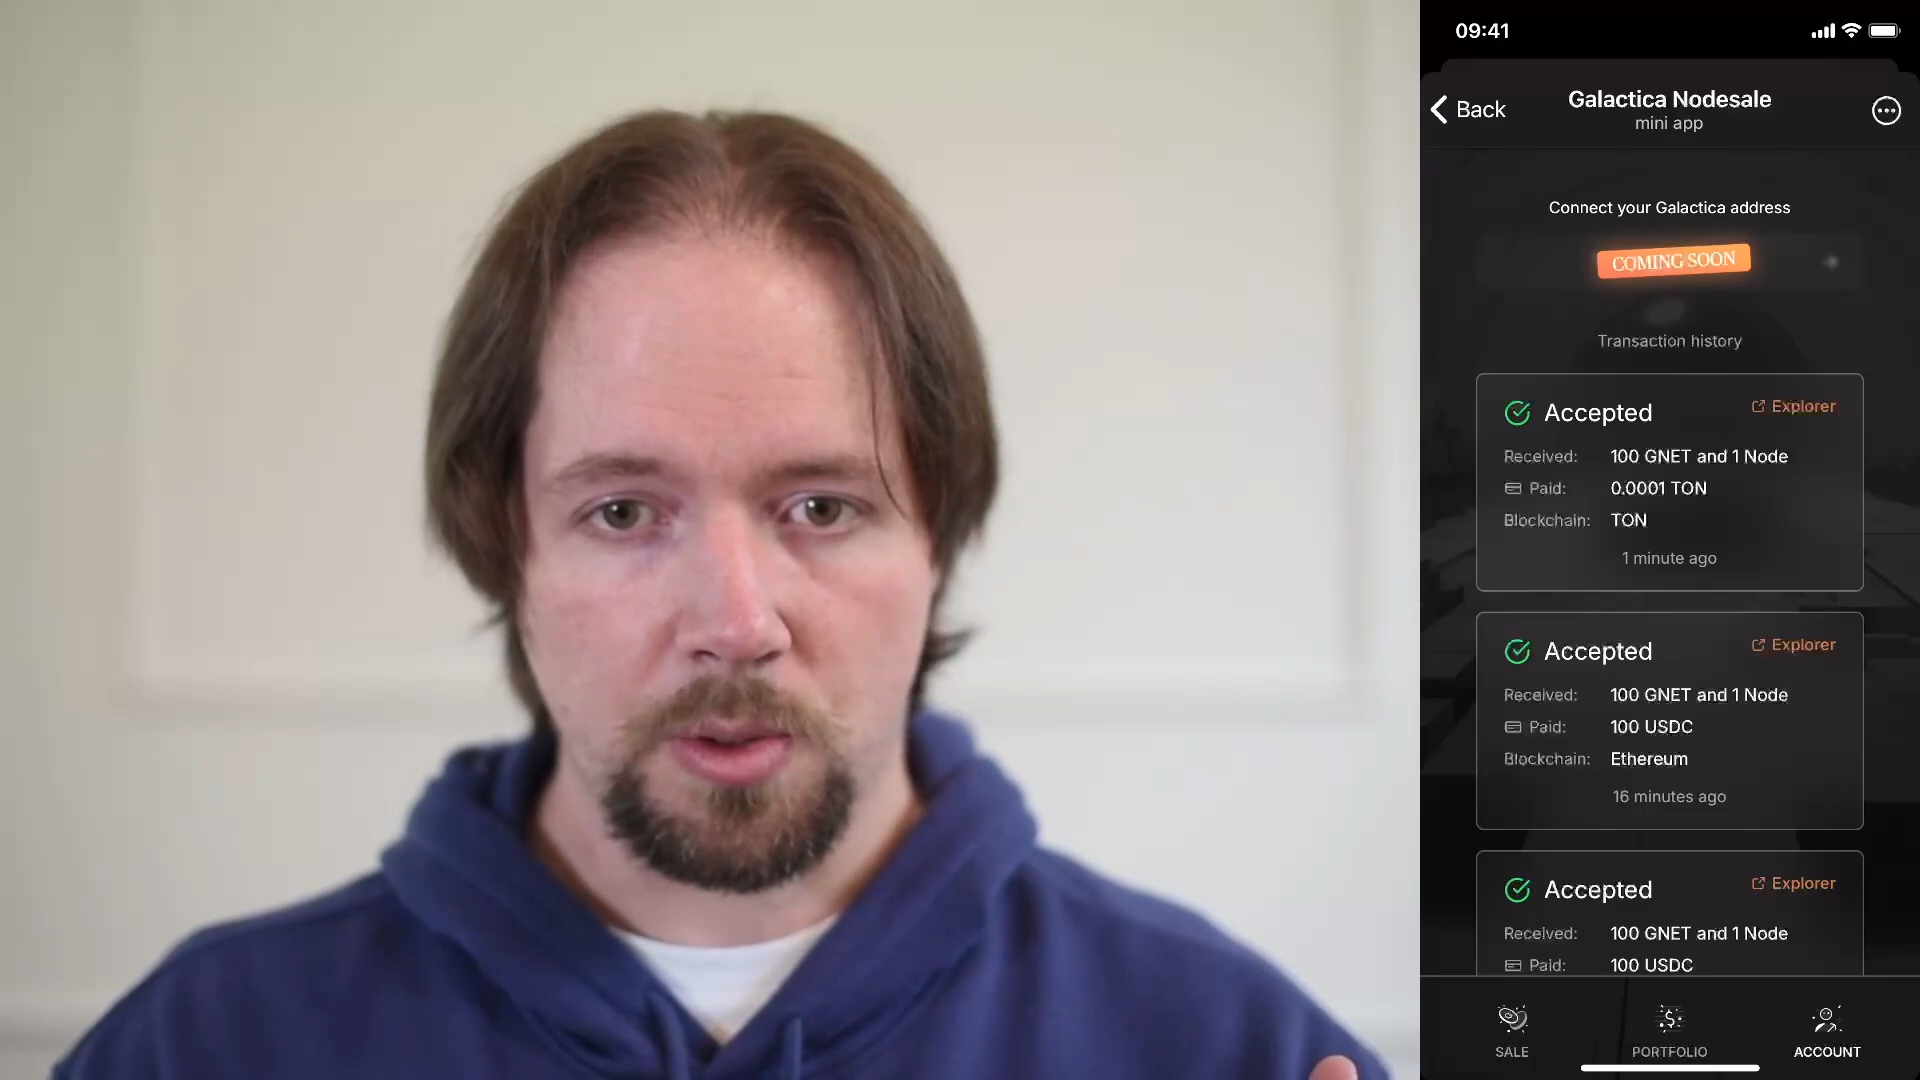 09:41
Back
Galactica Nodesale
mini app
Connect your Galactica address
COMING SOON
Transaction history
Accepted
Explorer
Received: 100 GNET and 1 Node
Paid: 0.0001 TON
Blockchain: TON
1 minute ago
Accepted
Explorer
Received: 100 GNET and 1 Node
Paid: 100 USDC
Blockchain: Ethereum
16 minutes ago
Accepted
Explorer
Received: 100 GNET and 1 Node
Paid: 100 USDC
SALE
PORTFOLIO
ACCOUNT